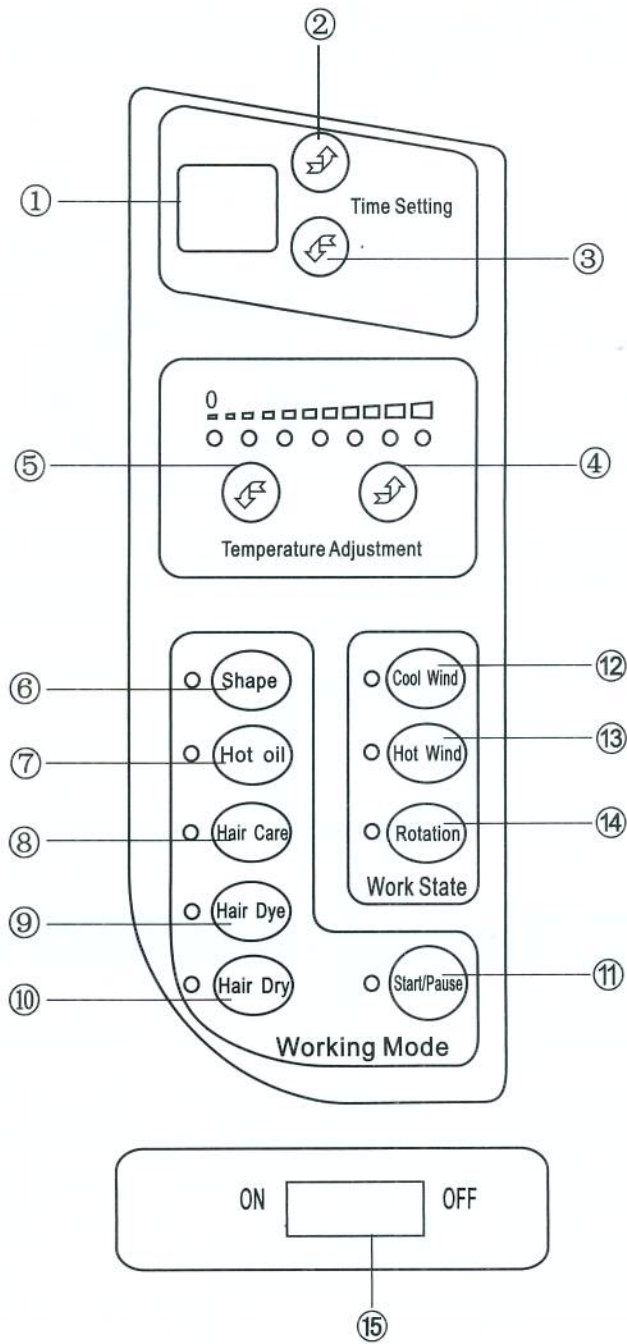 ②
①
Time Setting
③
0
⑤
④
Temperature Adjustment
⑥ Shape
Cool Wind ⑫
⑦ Hot oil
Hot Wind ⑬
⑧ Hair Care
Rotation ⑭
Work State
⑨ Hair Dye
⑩ Hair Dry
Start/Pause ⑪
Working Mode
ON OFF
⑮